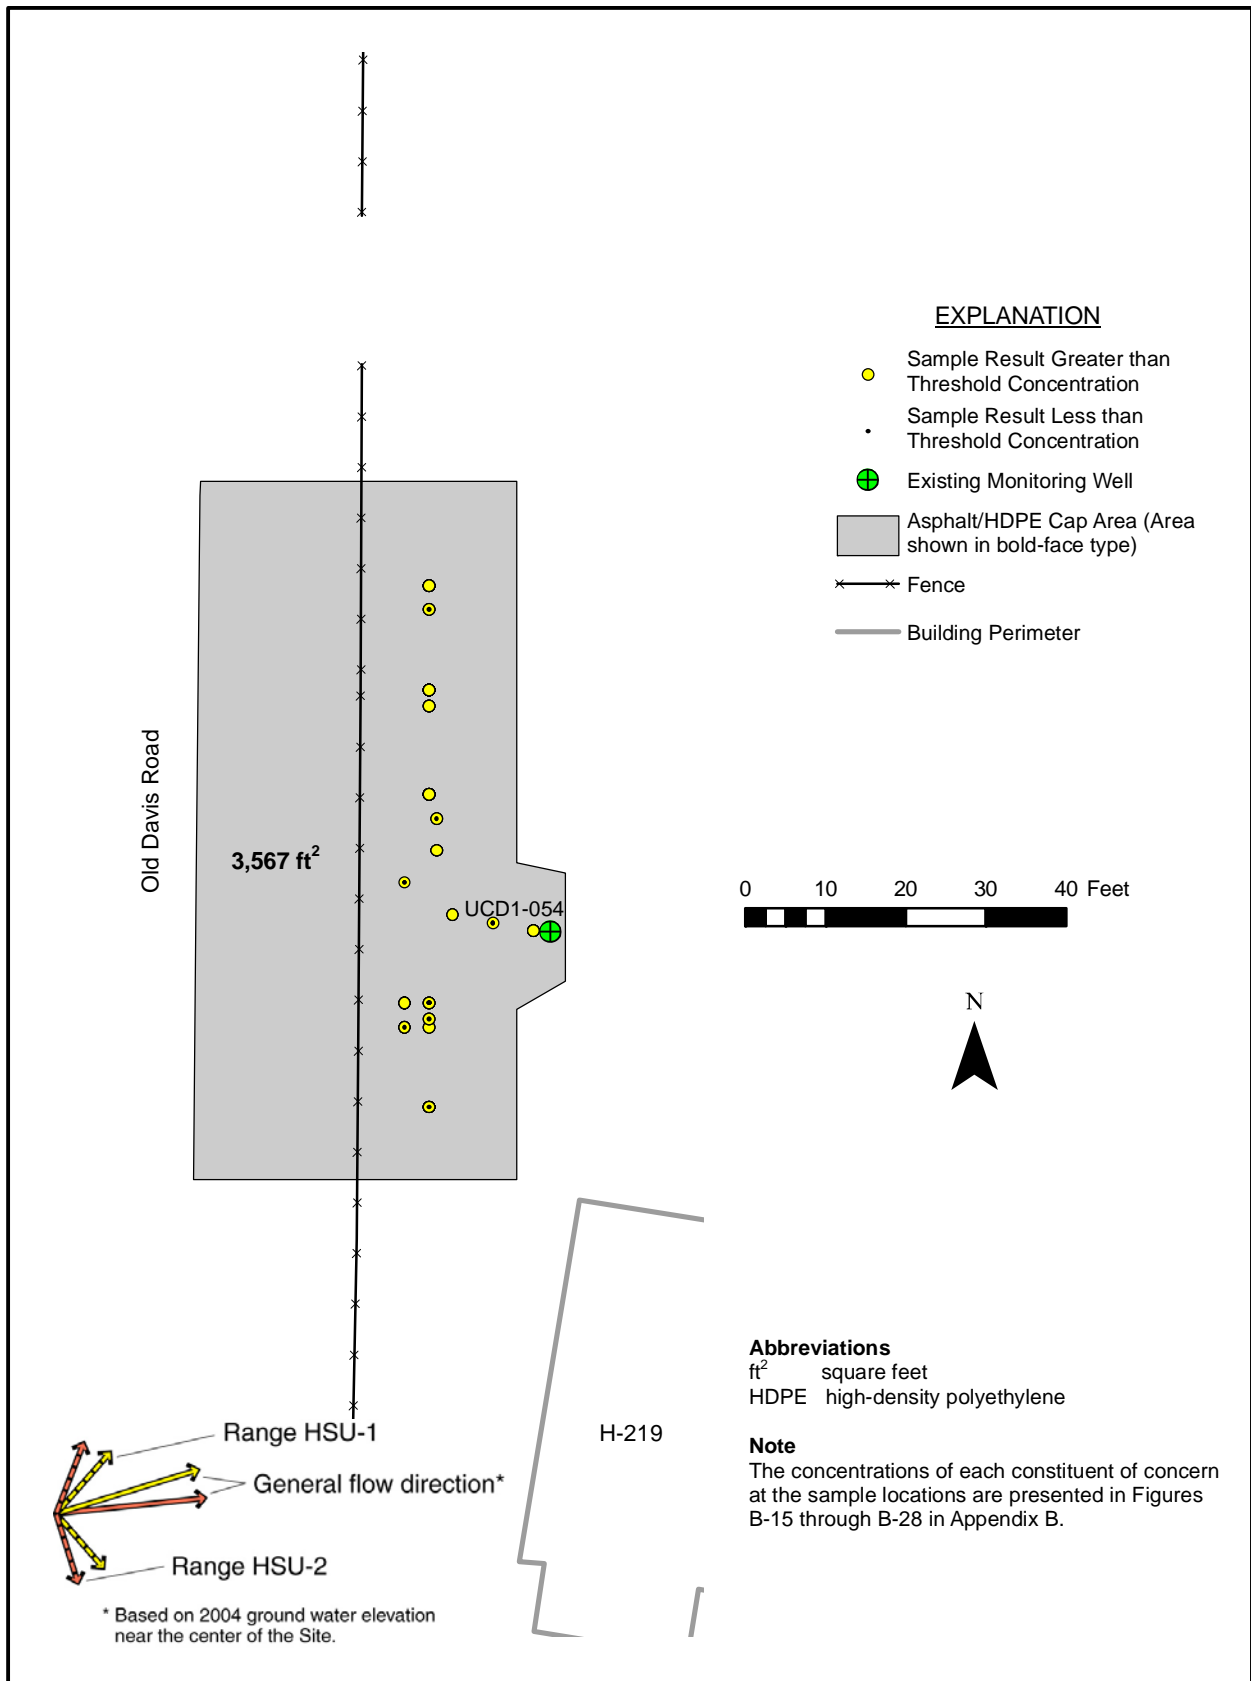 EXPLANATION
Sample Result Greater than
Threshold Concentration
Sample Result Less than
Threshold Concentration
Existing Monitoring Well
Asphalt/HDPE Cap Area (Area
shown in bold-face type)
Fence
Building Perimeter
Old Davis Road
3,567 ft²
UCD1-054
0 10 20 30 40 Feet
N
H-219
Abbreviations
ft² square feet
HDPE high-density polyethylene
Note
The concentrations of each constituent of concern
at the sample locations are presented in Figures
B-15 through B-28 in Appendix B.
Range HSU-1
General flow direction*
Range HSU-2
* Based on 2004 ground water elevation
near the center of the Site.